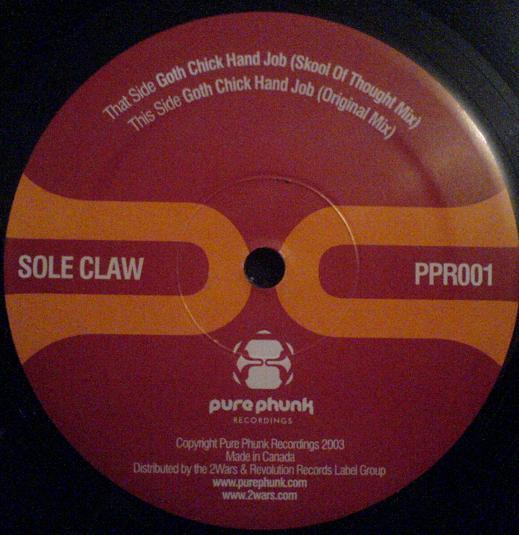 That Side Goth Chick Hand Job (Skool Of Thought Mix)
This Side Goth Chick Hand Job (Original Mix)
SOLE CLAW
PPR001
pure phunk
RECORDINGS
Copyright Pure Phunk Recordings 2003
Made in Canada
Distributed by the 2Wars & Revolution Records Label Group
www.purephunk.com
www.2wars.com